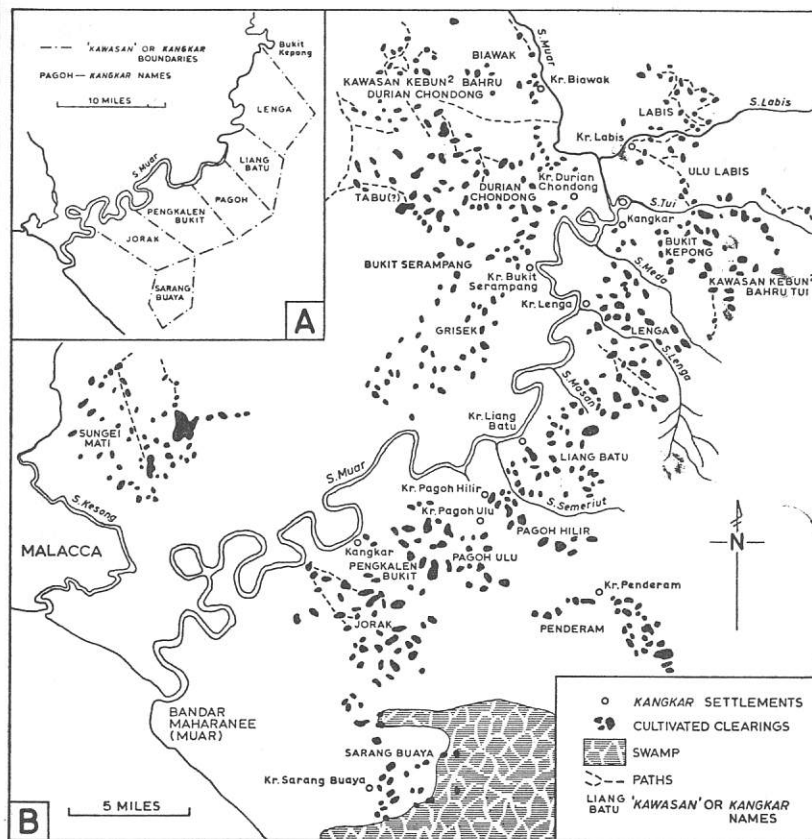 'KAWASAN' OR KANGKAR
BOUNDARIES
PAGOH — KANGKAR NAMES
10 MILES
Bukit
Kepong
LENGA
LIANG
BATU
S. Muar
PAGOH
PENGKALEN
BUKIT
JORAK
SARANG
BUAYA
A
S. Muar
BIAWAK
Kr. Biawak
KAWASAN KEBUN² BAHRU
DURIAN CHONDONG
LABIS
S. Labis
Kr. Labis
ULU LABIS
Kr. Durian
Chondong
DURIAN
CHONDONG
TABU(?)
S. Tui
Kangkar
BUKIT
KEPONG
BUKIT SERAMPANG
Kr. Bukit
Serampang
S. Meda
KAWASAN KEBUN²
BAHRU TUI
Kr. Lenga
LENGA
GRISEK
S. Lenga
S. Masan
Kr. Liang
Batu
LIANG BATU
SUNGEI
MATI
S. Muar
S. Kesang
Kr. Pagoh Hilir
S. Semeriut
Kr. Pagoh Ulu
PAGOH HILIR
MALACCA
Kangkar
PENGKALEN
BUKIT
PAGOH ULU
N
Kr. Penderam
PENDERAM
JORAK
BANDAR
MAHARANEE
(MUAR)
SARANG BUAYA
Kr. Sarang Buaya
B
5 MILES
KANGKAR SETTLEMENTS
CULTIVATED CLEARINGS
SWAMP
PATHS
LIANG
BATU
'KAWASAN' OR KANGKAR
NAMES